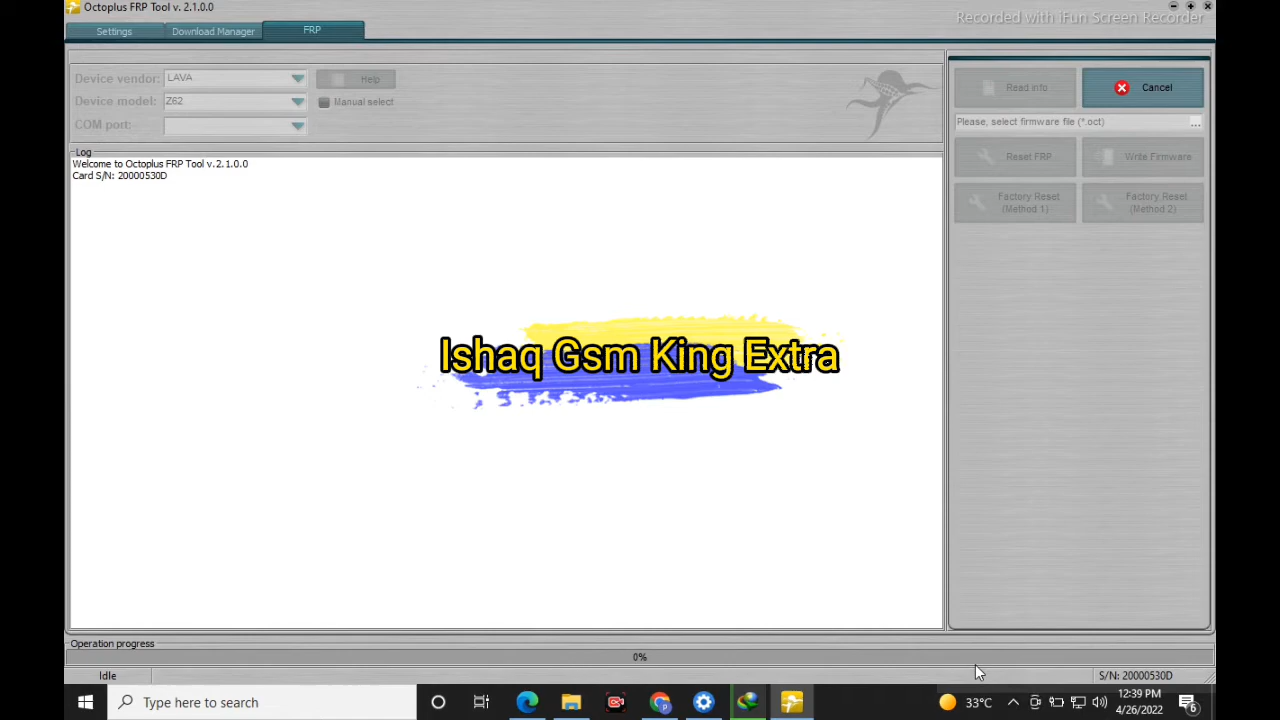 Octoplus FRP Tool v. 2.1.0.0
Recorded with iFun Screen Recorder
Settings
Download Manager
FRP
Device vendor:
LAVA
Help
Device model:
Z62
Manual select
COM port:
Read info
Cancel
Please, select firmware file (*.oct)
...
Reset FRP
Write Firmware
Factory Reset
(Method 1)
Factory Reset
(Method 2)
Log
Welcome to Octoplus FRP Tool v.2.1.0.0
Card S/N: 20000530D
Ishaq Gsm King Extra
Operation progress
0%
Idle
S/N: 20000530D
Type here to search
33°C
12:39 PM
4/26/2022
6